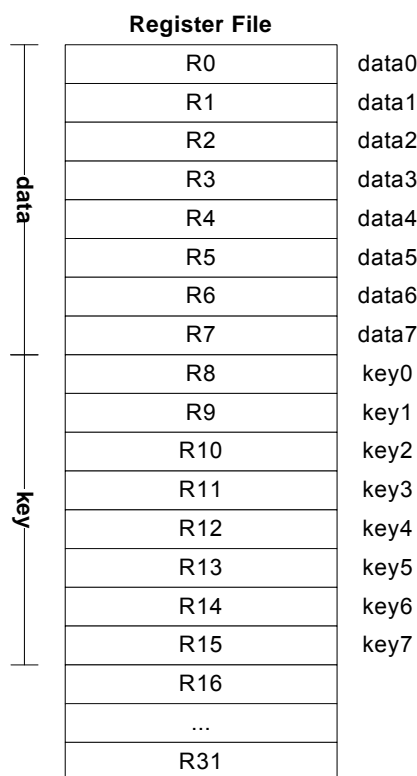 Register File
R0 data0
R1 data1
R2 data2
R3 data3
R4 data4
R5 data5
R6 data6
R7 data7
data
R8 key0
R9 key1
R10 key2
R11 key3
R12 key4
R13 key5
R14 key6
R15 key7
key
R16
...
R31